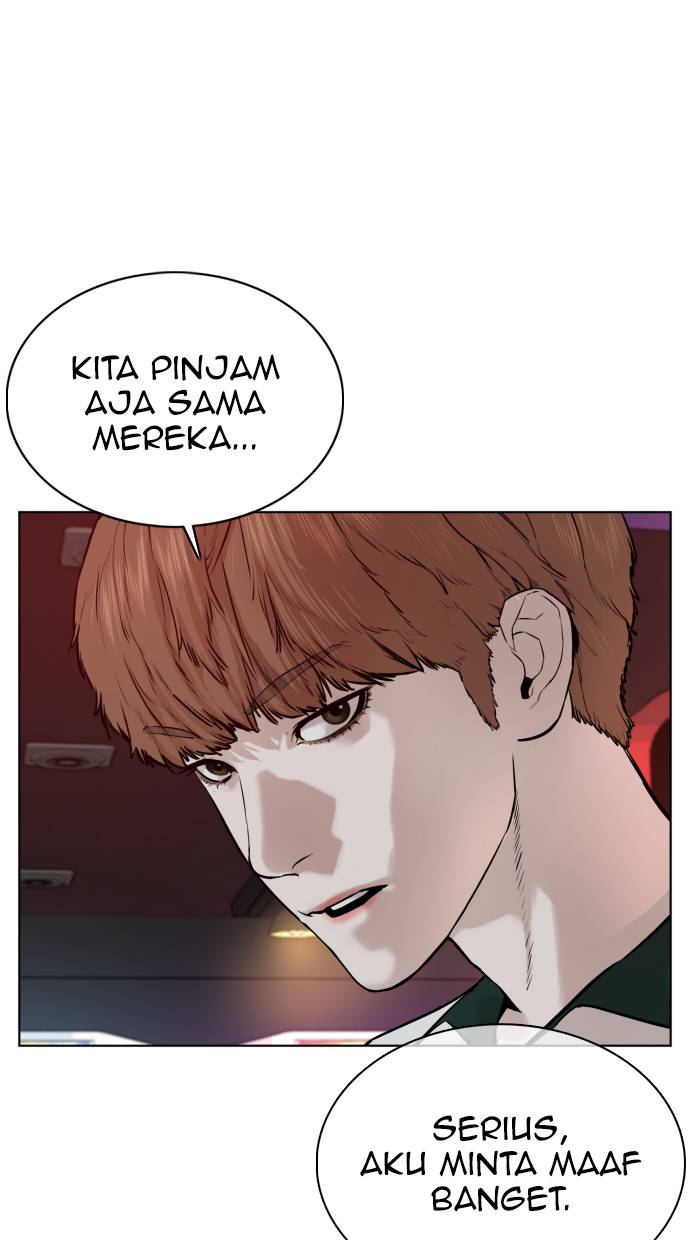 KITA PINJAM
AJA SAMA
MEREKA...
SERIUS,
AKU MINTA MAAF
BANGET.